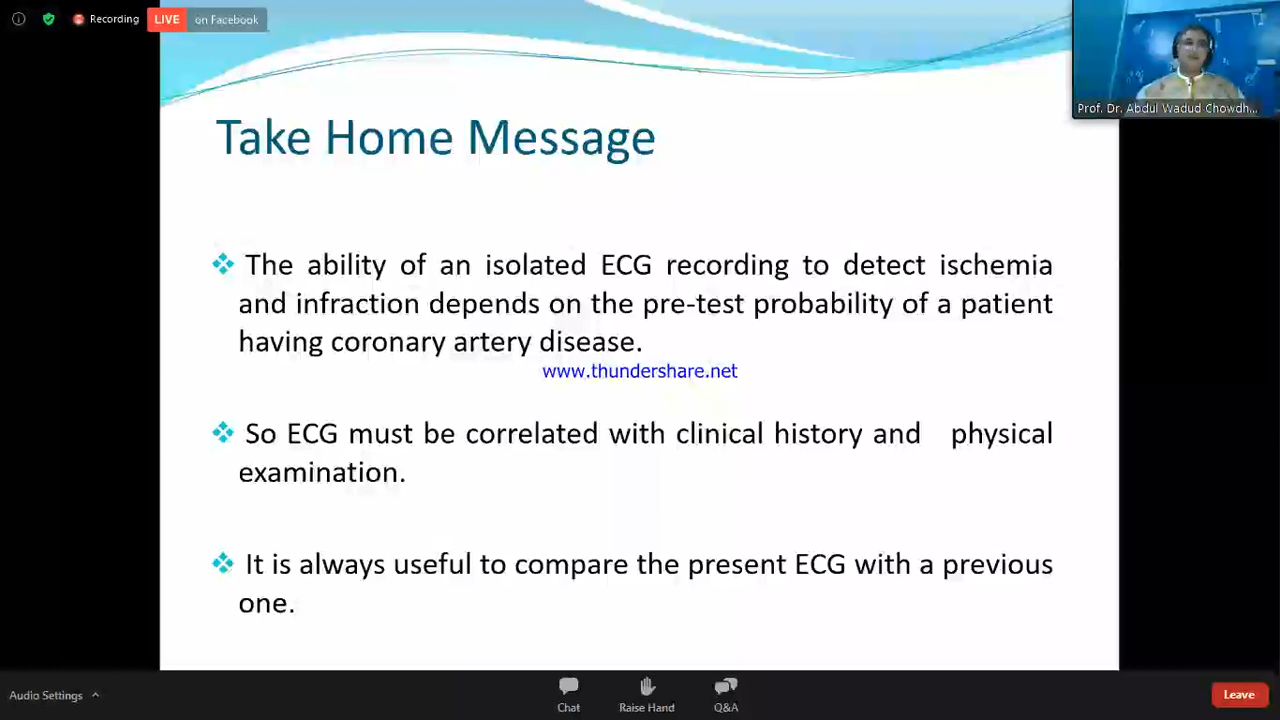 Recording LIVE on Facebook
Prof. Dr. Abdul Wadud Chowdh...
Take Home Message
The ability of an isolated ECG recording to detect ischemia
and infraction depends on the pre-test probability of a patient
having coronary artery disease.
www.thundershare.net
So ECG must be correlated with clinical history and physical
examination.
It is always useful to compare the present ECG with a previous
one.
Audio Settings
Chat
Raise Hand
Q&A
Leave